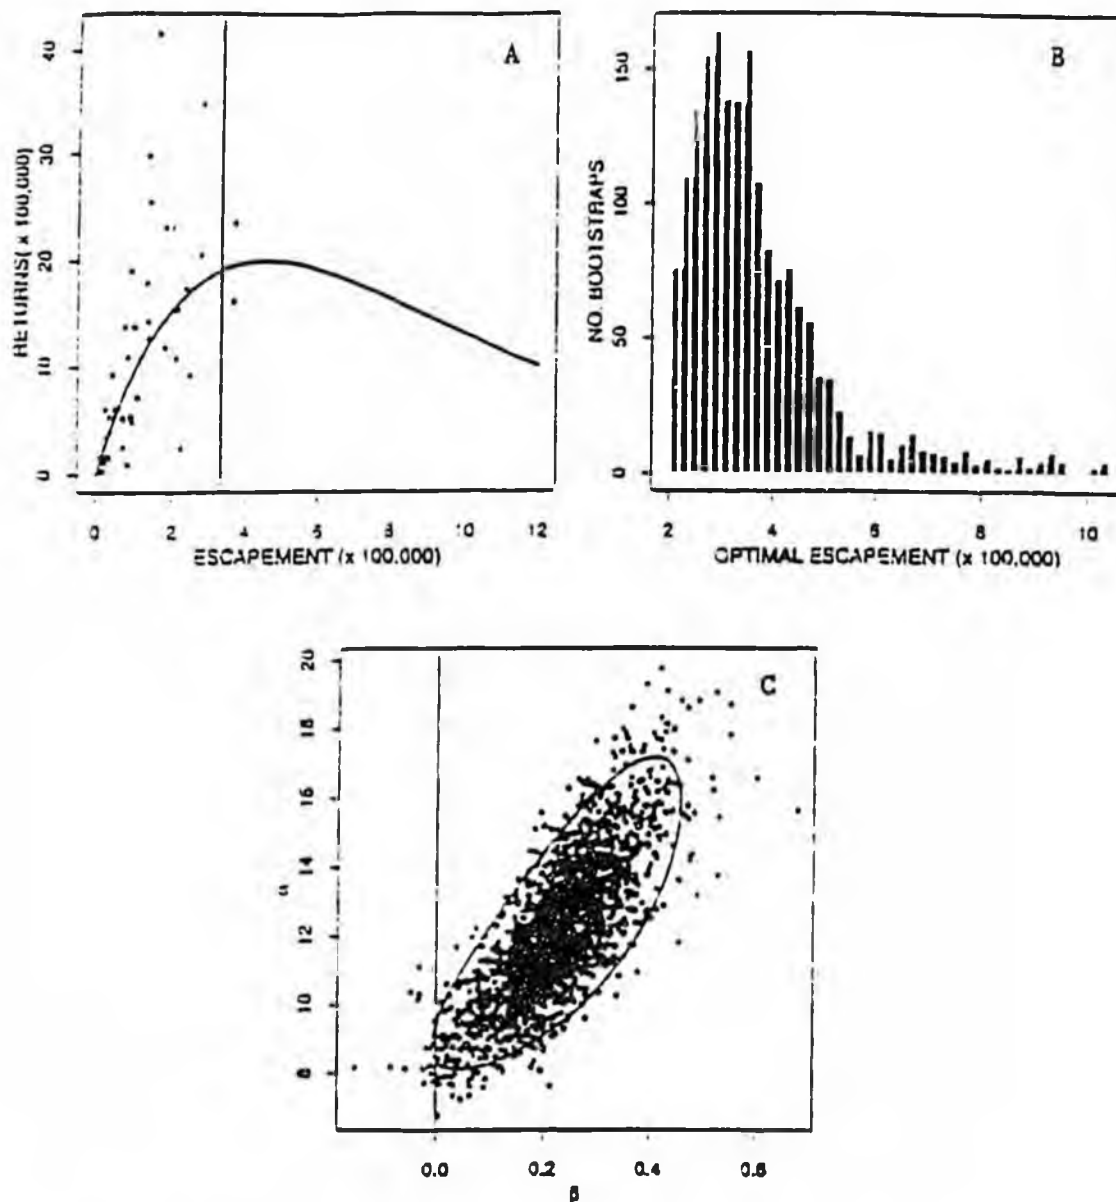 A
RETURNS( x 100,000)
40
30
20
10
0
0 2 4 6 8 10 12
ESCAPEMENT (x 100.000)
B
NO. BOOTSTRAPS
150
100
50
0
2 4 6 8 10
OPTIMAL ESCAPEMENT (x 100.000)
C
α
20
18
16
14
12
10
8
0.0 0.2 0.4 0.6
β